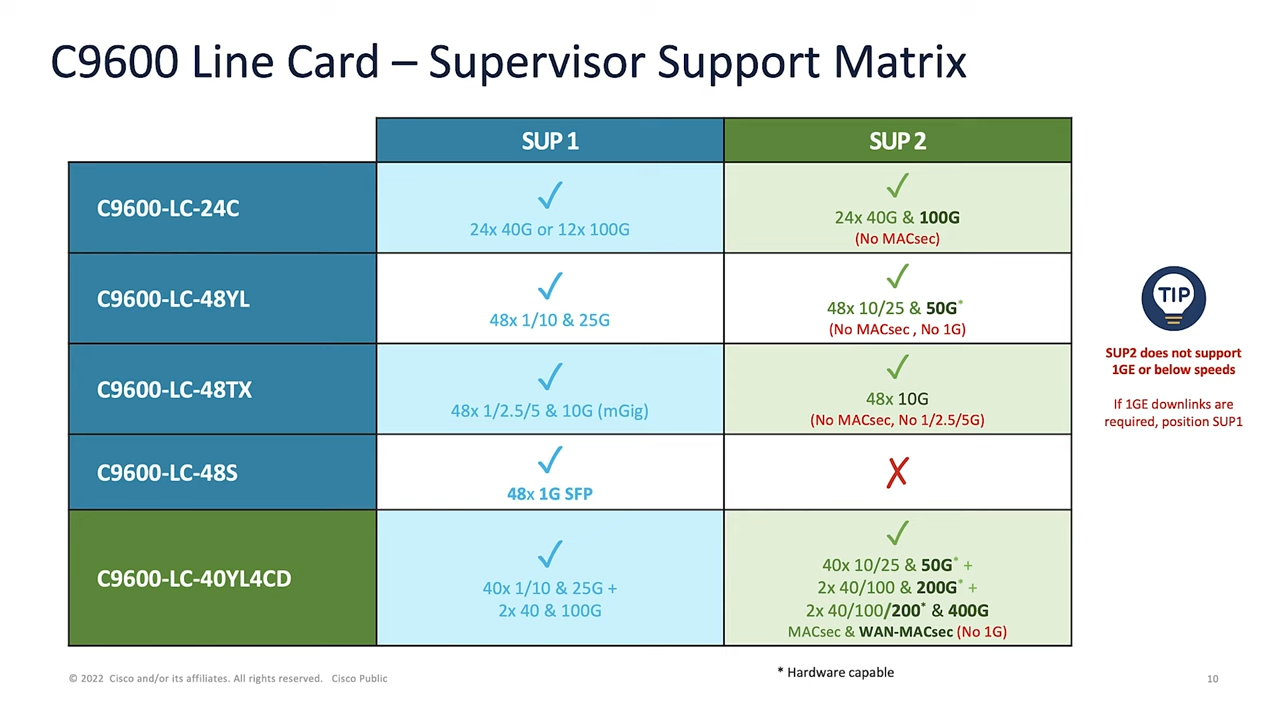 C9600 Line Card – Supervisor Support Matrix
SUP 1
SUP 2
C9600-LC-24C
✓
24x 40G or 12x 100G
✓
24x 40G & 100G
(No MACsec)
C9600-LC-48YL
✓
48x 1/10 & 25G
✓
48x 10/25 & 50G*
(No MACsec , No 1G)
C9600-LC-48TX
✓
48x 1/2.5/5 & 10G (mGig)
✓
48x 10G
(No MACsec, No 1/2.5/5G)
C9600-LC-48S
✓
48x 1G SFP
✗
C9600-LC-40YL4CD
✓
40x 1/10 & 25G +
2x 40 & 100G
✓
40x 10/25 & 50G* +
2x 40/100 & 200G* +
2x 40/100/200* & 400G
MACsec & WAN-MACsec (No 1G)
TIP
SUP2 does not support
1GE or below speeds
If 1GE downlinks are
required, position SUP1
* Hardware capable
© 2022 Cisco and/or its affiliates. All rights reserved. Cisco Public
10